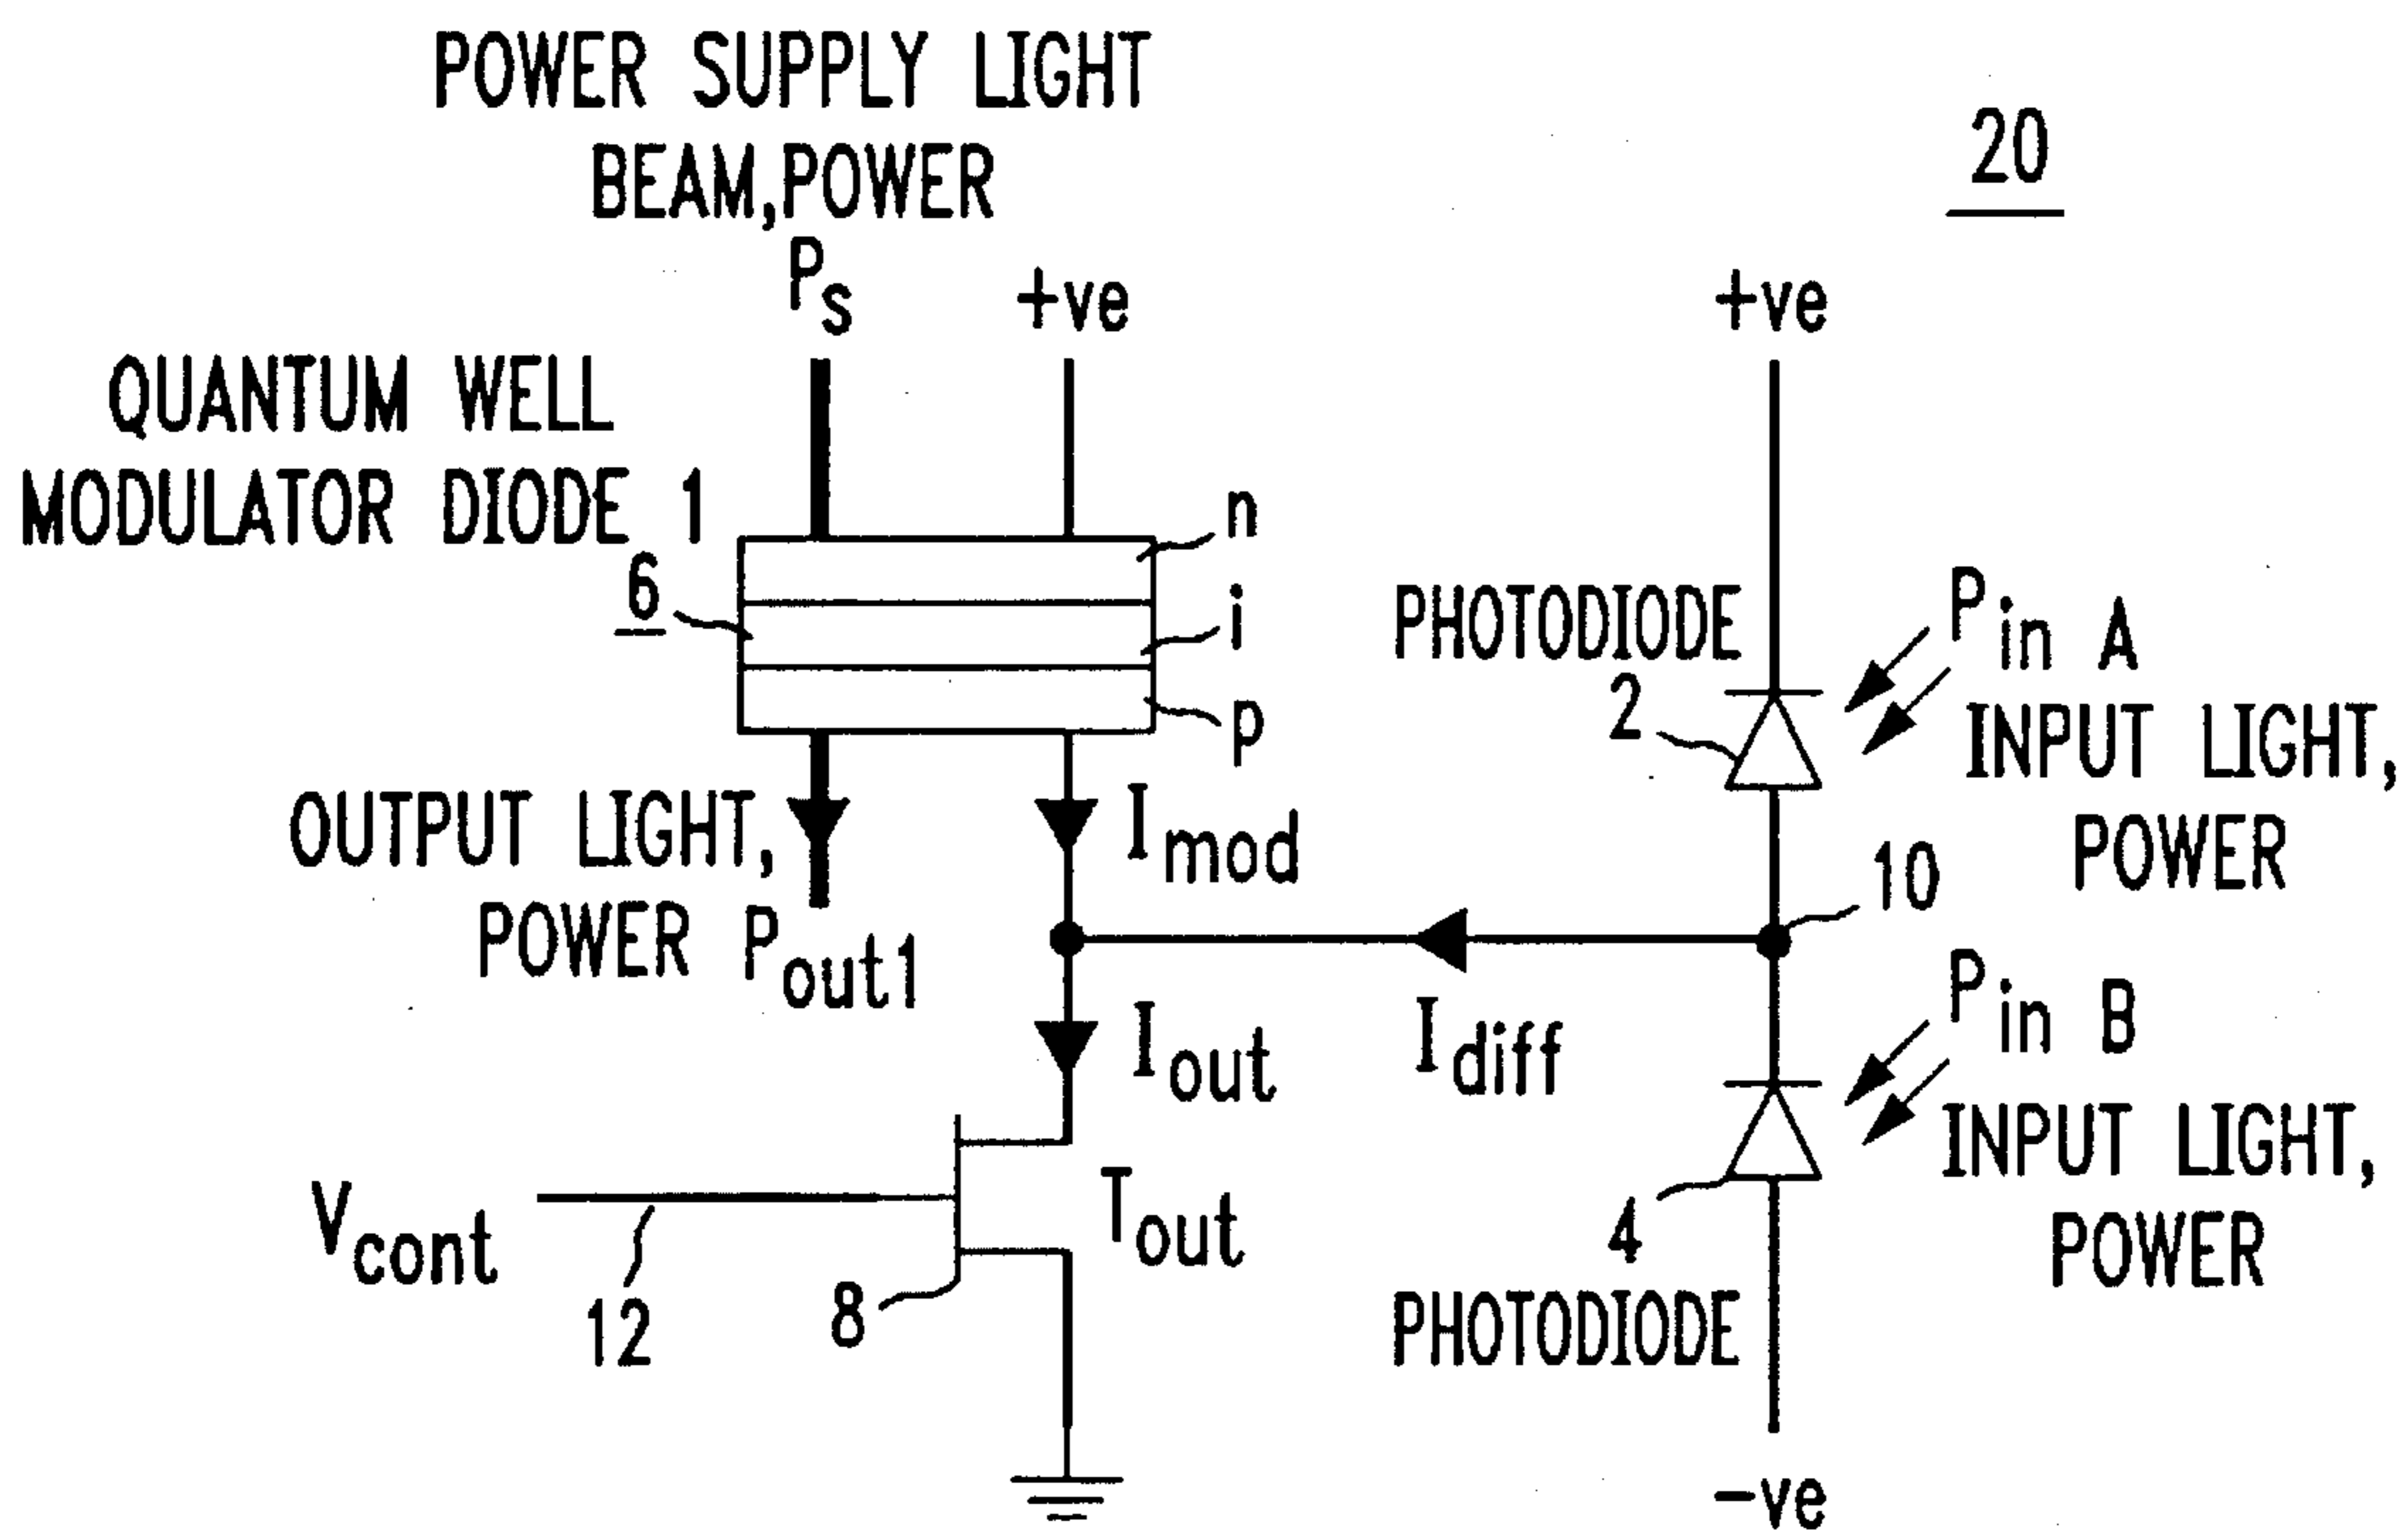 POWER SUPPLY LIGHT
BEAM,POWER
Ps
+ve
20
+ve
QUANTUM WELL
MODULATOR DIODE 1
6
n
i
p
PHOTODIODE
2
Pin A
INPUT LIGHT,
POWER
OUTPUT LIGHT,
POWER Pout1
Imod
10
Iout
Idiff
Pin B
INPUT LIGHT,
POWER
Vcont
12
8
Tout
4
PHOTODIODE
-ve